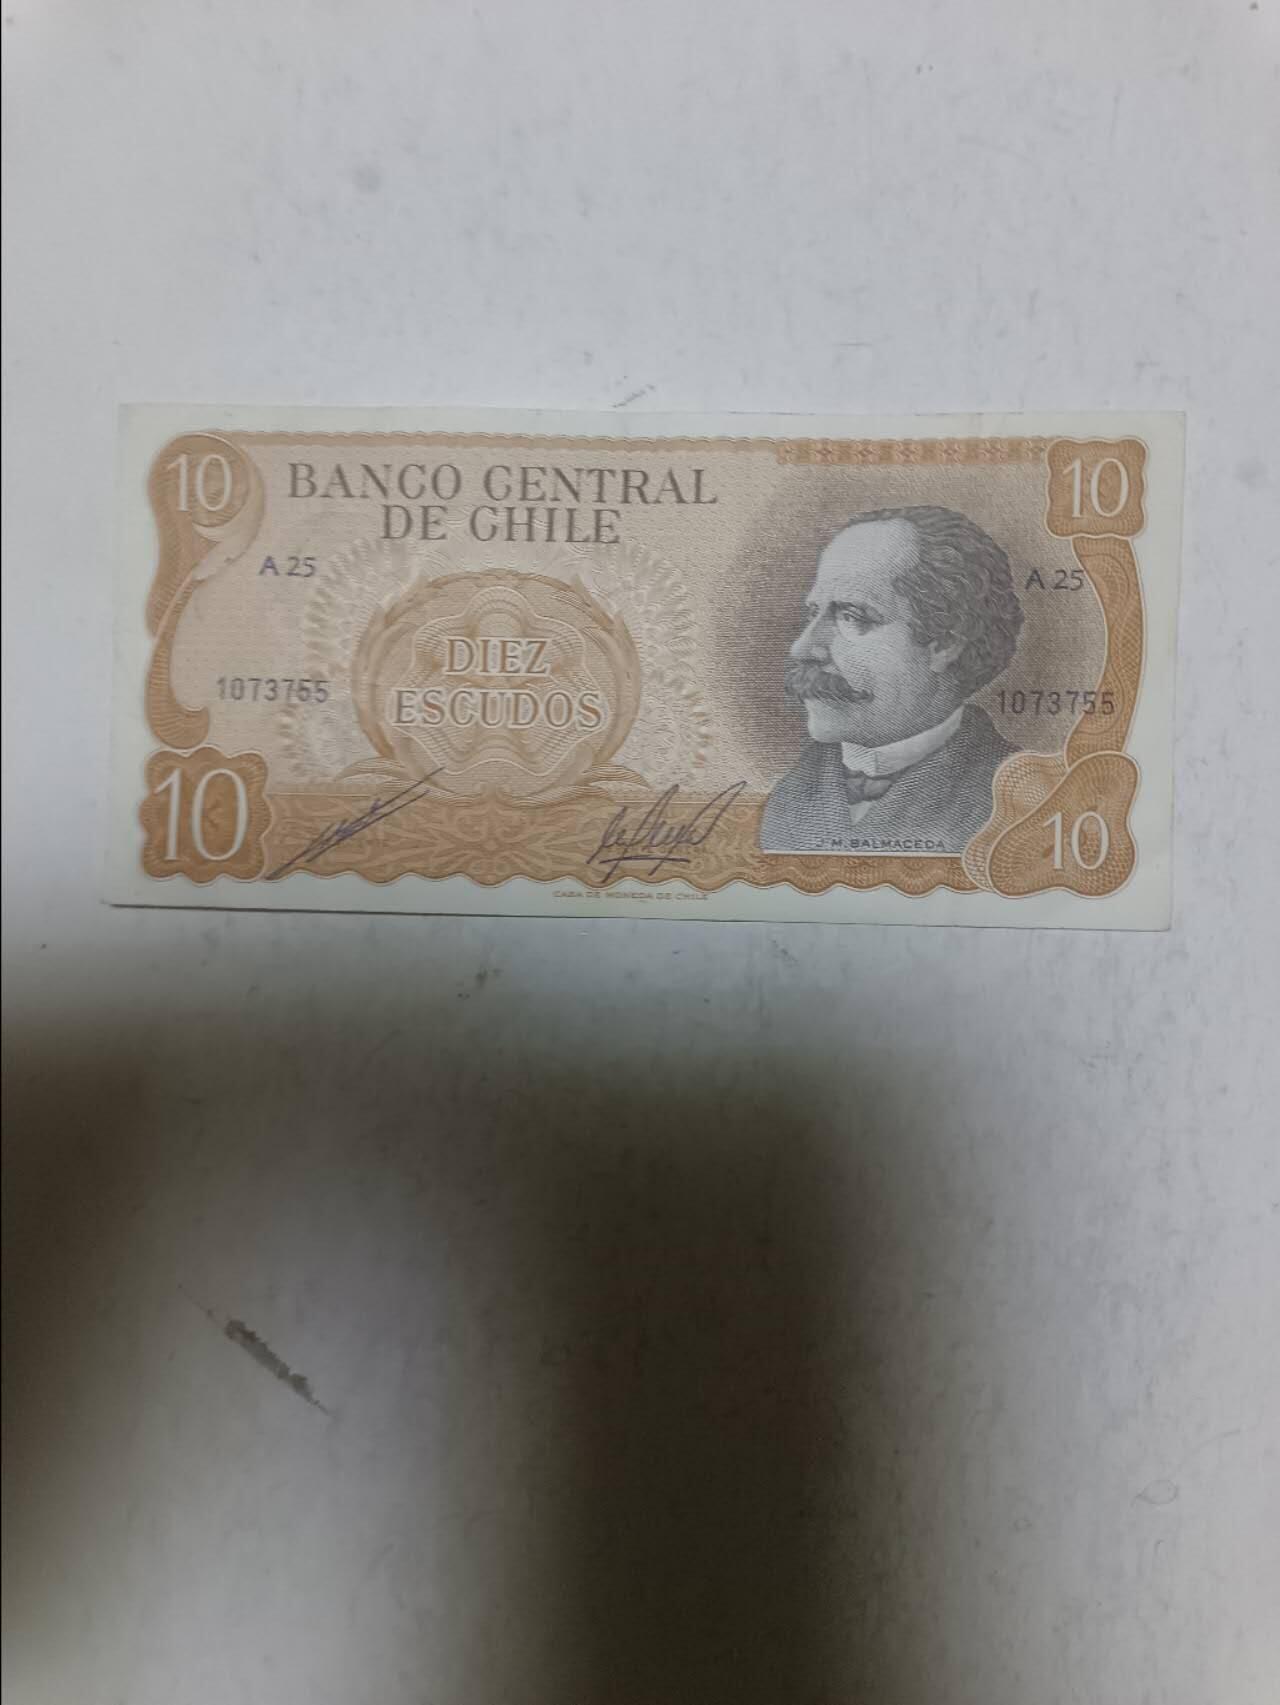 10
10
BANCO CENTRAL
DE CHILE
A 25
A 25
DIEZ
ESCUDOS
1073755
1073755
10
10
J. M. BALMACEDA
CASA DE MONEDA DE CHILE